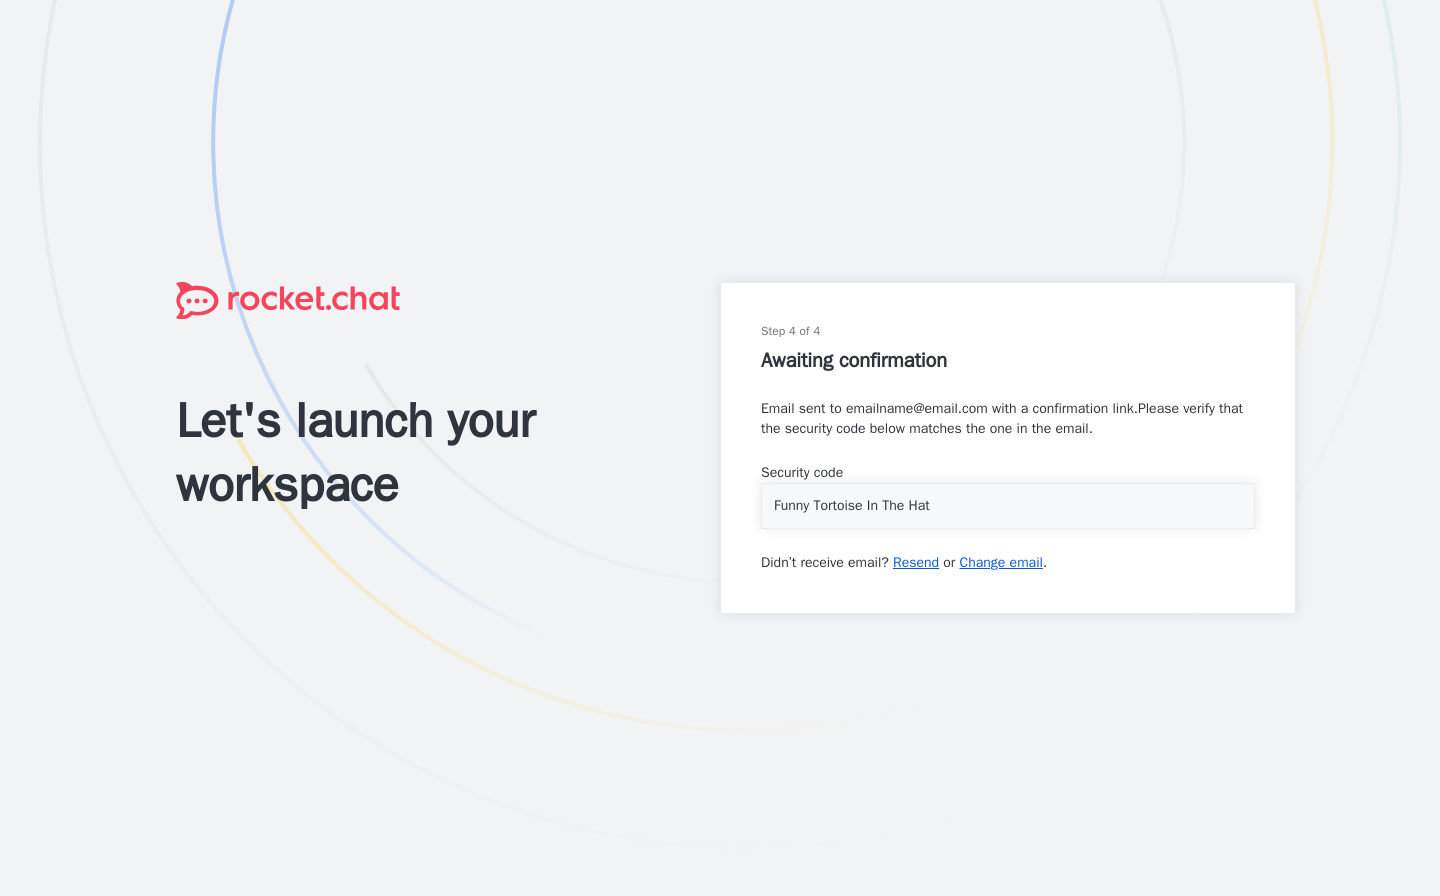 rocket.chat
Let's launch your
workspace
Step 4 of 4
Awaiting confirmation
Email sent to emailname@email.com with a confirmation link.Please verify that
the security code below matches the one in the email.
Security code
Funny Tortoise In The Hat
Didn't receive email? Resend or Change email.